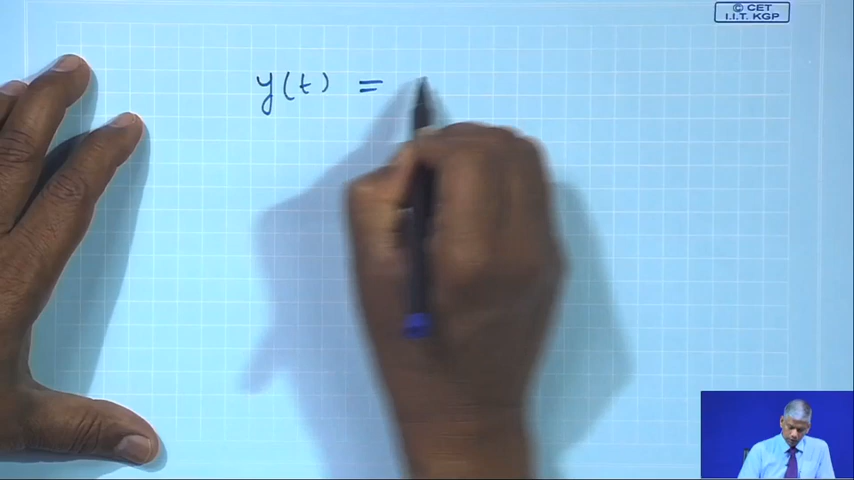 © CET
I.I.T. KGP
y(t) =